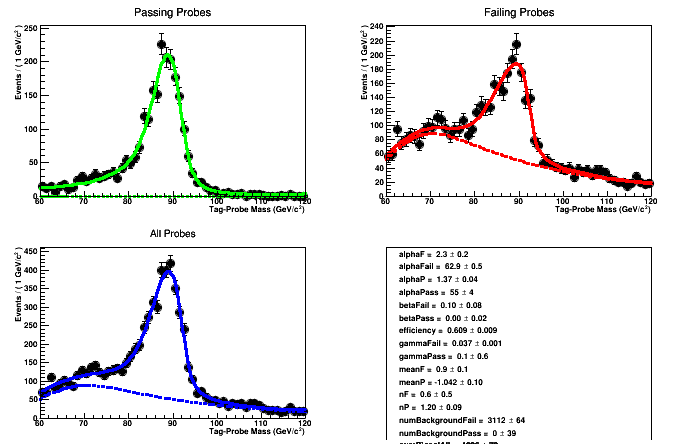 Passing Probes
Events / ( 1 GeV/c² )
250
200
150
100
50
60 70 80 90 100 110 120
Tag-Probe Mass (GeV/c²)
Failing Probes
Events / ( 1 GeV/c² )
240
220
200
180
160
140
120
100
80
60
40
20
0
60 70 80 90 100 110 120
Tag-Probe Mass (GeV/c²)
All Probes
Events / ( 1 GeV/c² )
450
400
350
300
250
200
150
100
50
0
60 70 80 90 100 110 120
Tag-Probe Mass (GeV/c²)
alphaF = 2.3 ± 0.2
alphaFail = 62.9 ± 0.5
alphaP = 1.37 ± 0.04
alphaPass = 55 ± 4
betaFail = 0.10 ± 0.08
betaPass = 0.00 ± 0.02
efficiency = 0.609 ± 0.009
gammaFail = 0.037 ± 0.001
gammaPass = 0.1 ± 0.6
meanF = 0.9 ± 0.1
meanP = -1.042 ± 0.10
nF = 0.6 ± 0.5
nP = 1.20 ± 0.09
numBackgroundFail = 3112 ± 64
numBackgroundPass = 0 ± 39